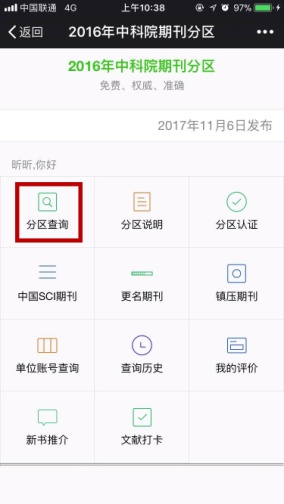 中国联通 4G 上午10:38 97%
返回 2016年中科院期刊分区
2016年中科院期刊分区
免费、权威、准确
2017年11月6日发布
昕昕,你好
分区查询 分区说明 分区认证
中国SCI期刊 更名期刊 镇压期刊
单位账号查询 查询历史 我的评价
新书推介 文献打卡